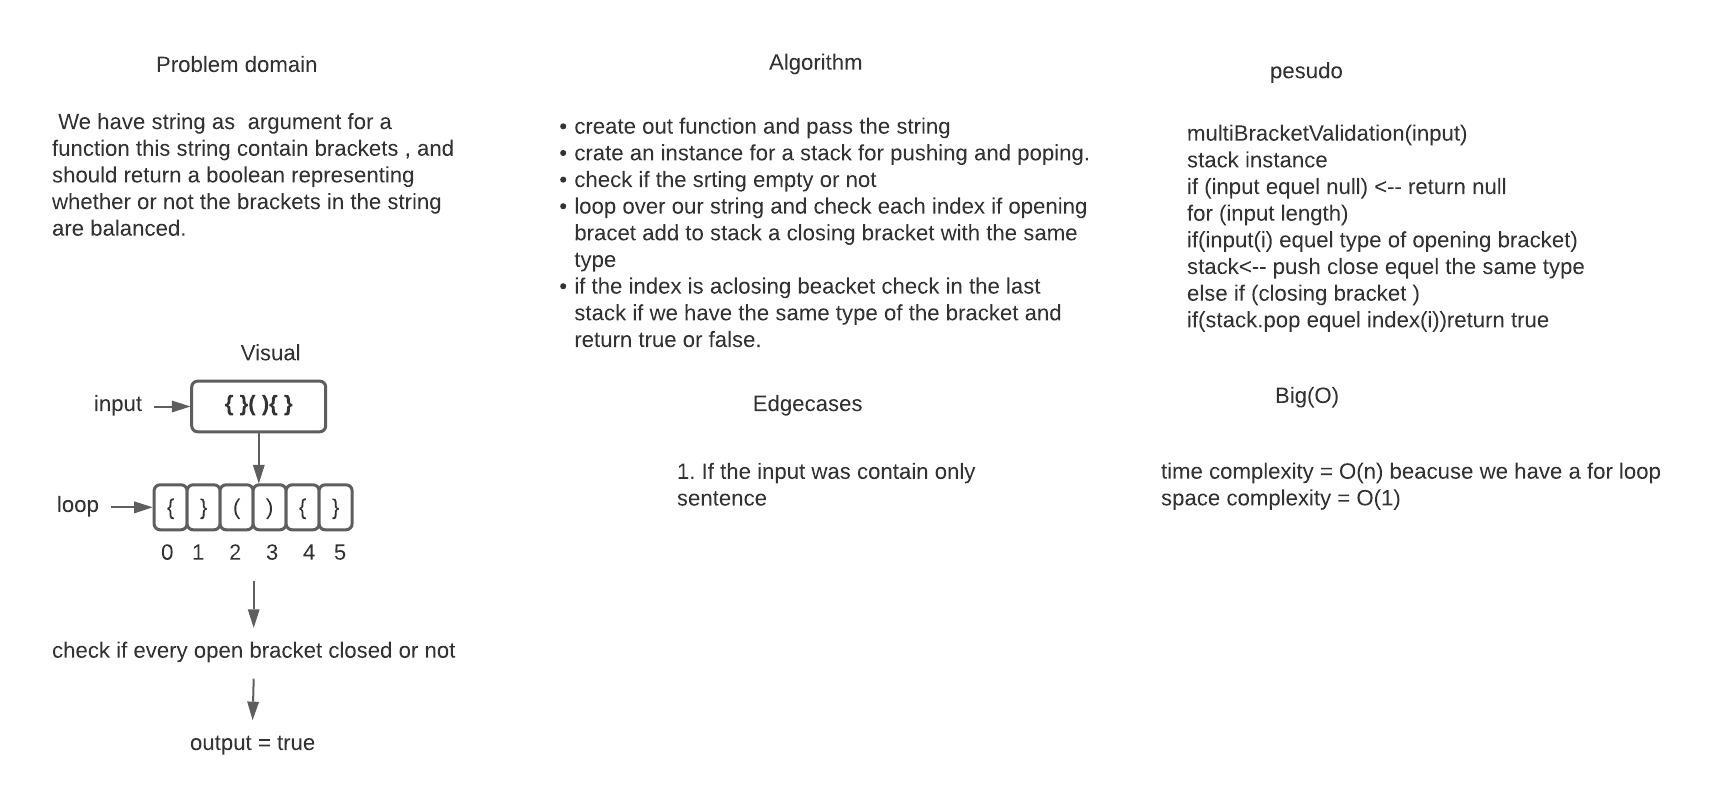 Problem domain
We have string as argument for a
function this string contain brackets , and
should return a boolean representing
whether or not the brackets in the string
are balanced.
Visual
input
{ }( ){ }
loop
{ } ( ) { }
0 1 2 3 4 5
check if every open bracket closed or not
output = true
Algorithm
• create out function and pass the string
• crate an instance for a stack for pushing and poping.
• check if the srting empty or not
• loop over our string and check each index if opening
bracet add to stack a closing bracket with the same
type
• if the index is aclosing beacket check in the last
stack if we have the same type of the bracket and
return true or false.
Edgecases
1. If the input was contain only
sentence
pesudo
multiBracketValidation(input)
stack instance
if (input equel null) <-- return null
for (input length)
if(input(i) equel type of opening bracket)
stack<-- push close equel the same type
else if (closing bracket )
if(stack.pop equel index(i))return true
Big(O)
time complexity = O(n) beacuse we have a for loop
space complexity = O(1)